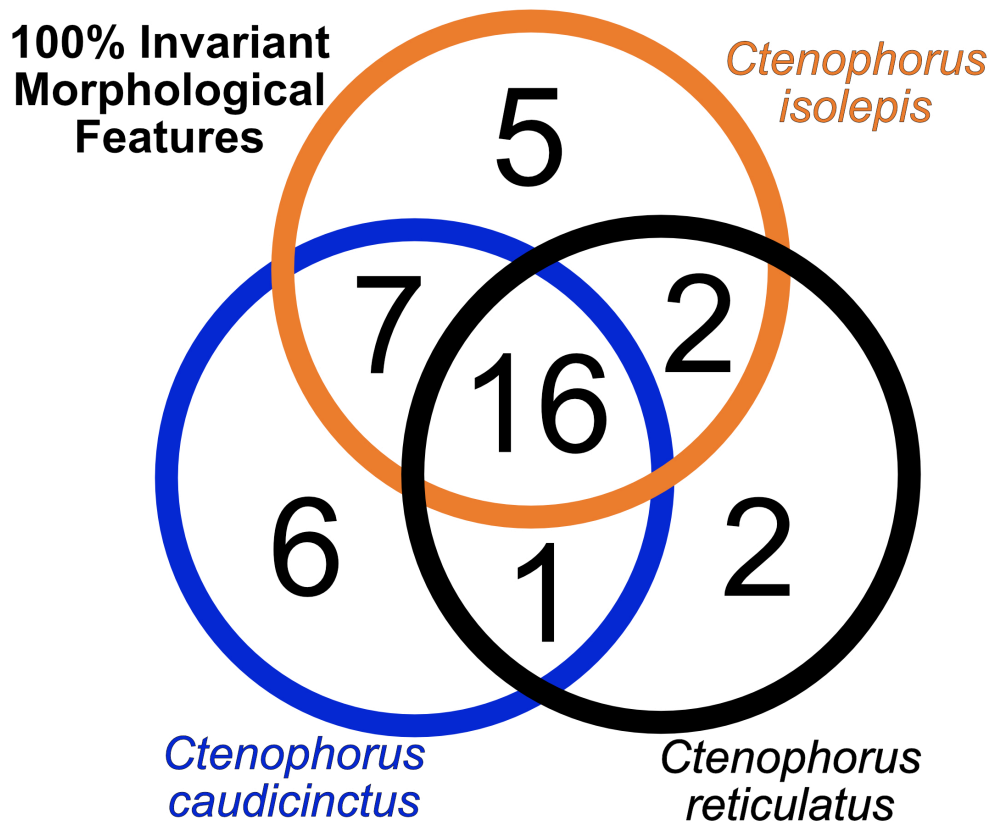 100% Invariant
Morphological
Features
Ctenophorus
isolepis
5
7
2
16
6
1
2
Ctenophorus
caudicinctus
Ctenophorus
reticulatus